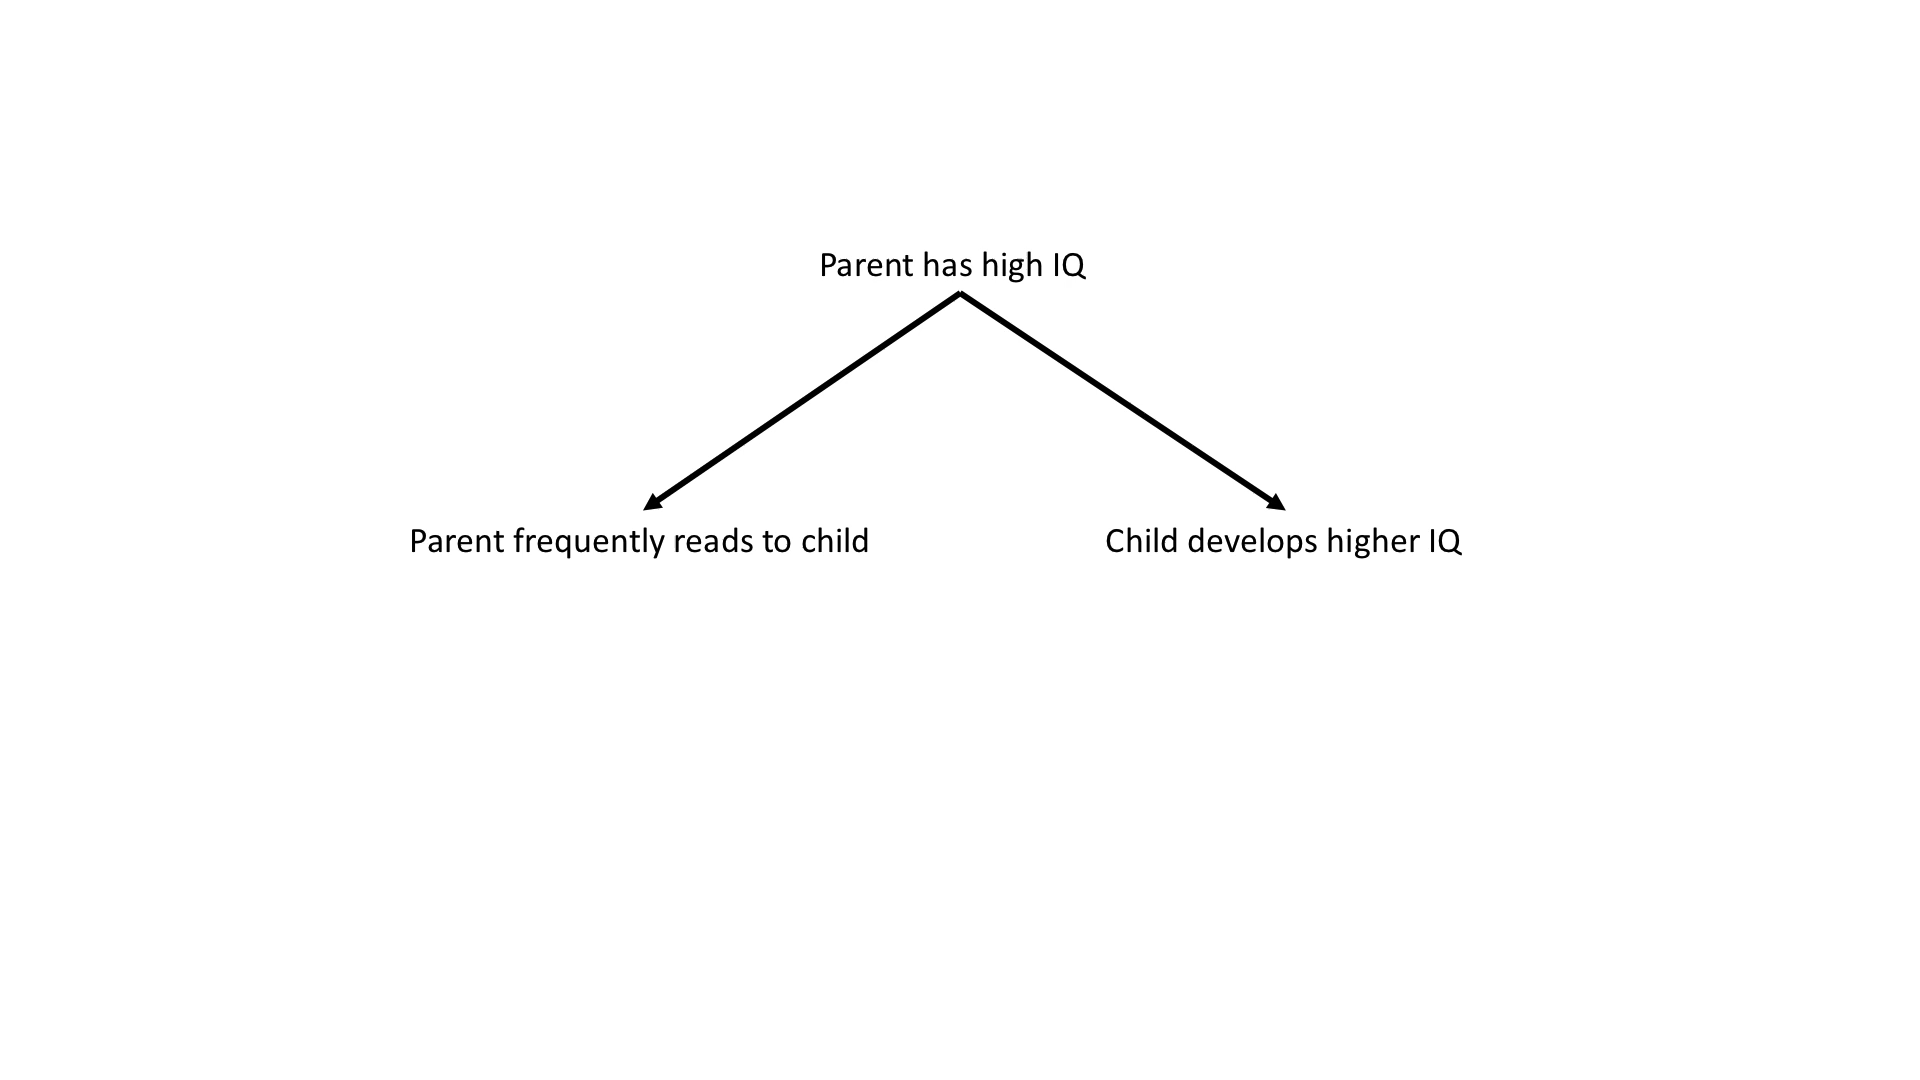 Parent has high IQ
Parent frequently reads to child
Child develops higher IQ